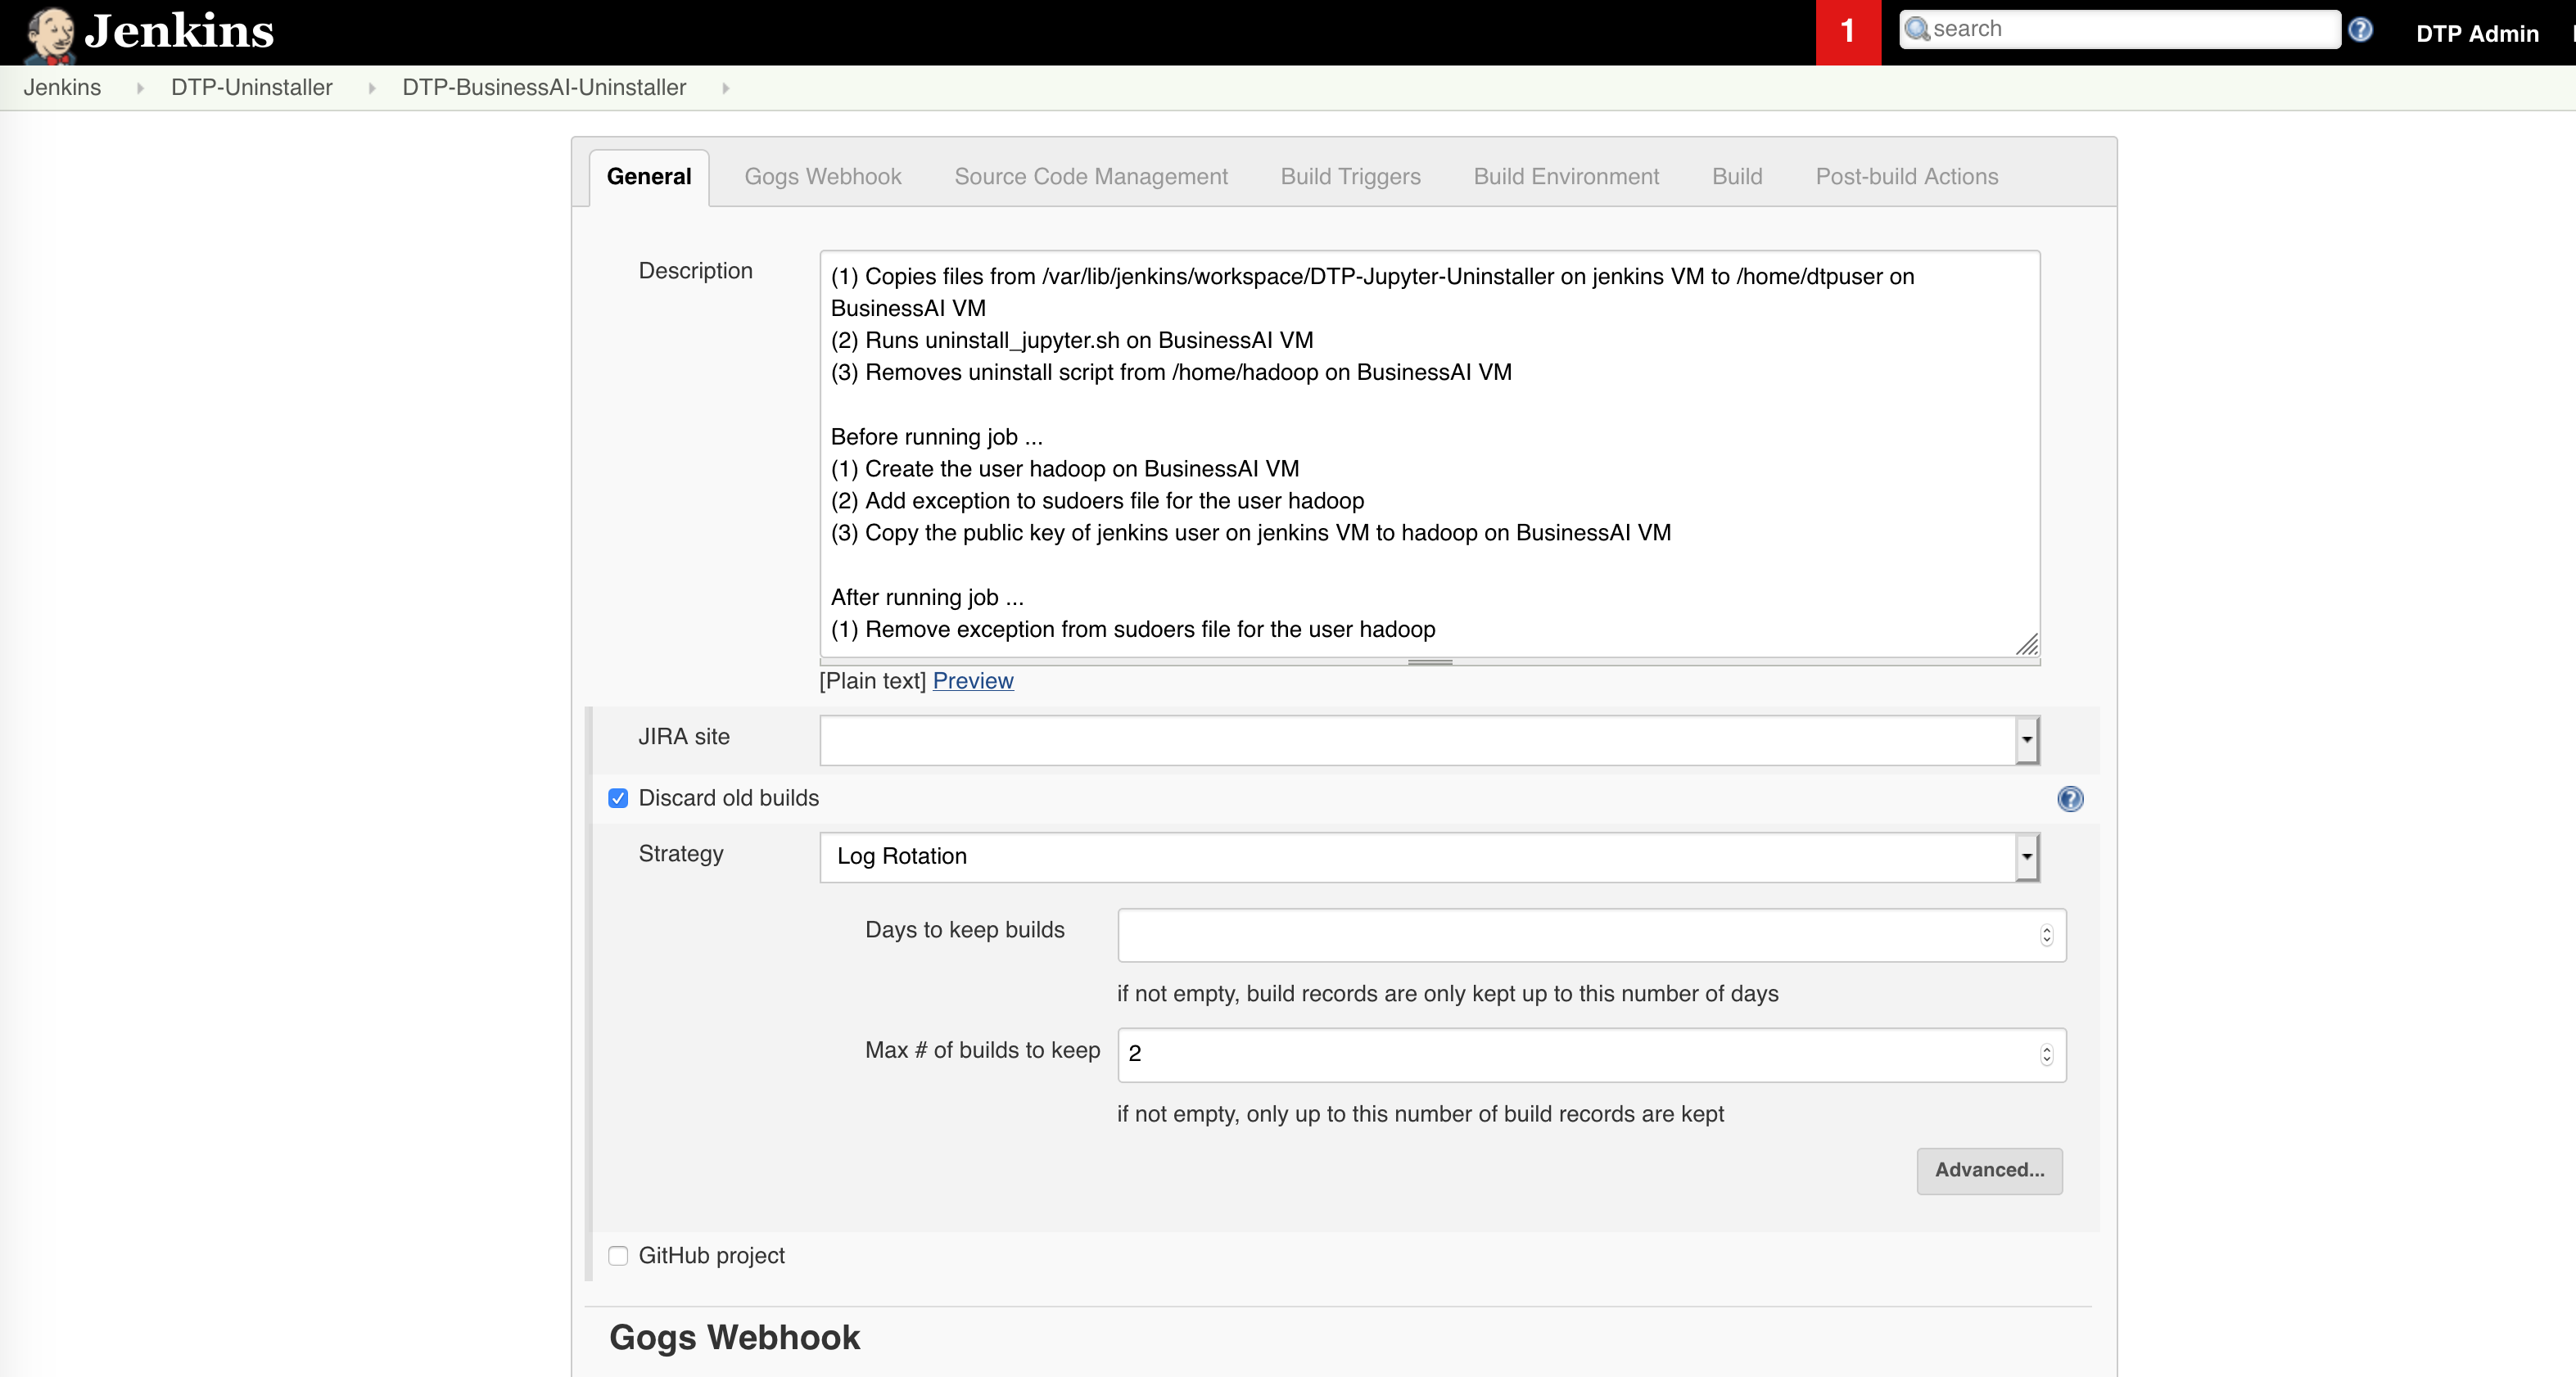 Jenkins
1
search
DTP Admin
Jenkins DTP-Uninstaller DTP-BusinessAI-Uninstaller
General Gogs Webhook Source Code Management Build Triggers Build Environment Build Post-build Actions
Description
(1) Copies files from /var/lib/jenkins/workspace/DTP-Jupyter-Uninstaller on jenkins VM to /home/dtpuser on
BusinessAI VM
(2) Runs uninstall_jupyter.sh on BusinessAI VM
(3) Removes uninstall script from /home/hadoop on BusinessAI VM
Before running job ...
(1) Create the user hadoop on BusinessAI VM
(2) Add exception to sudoers file for the user hadoop
(3) Copy the public key of jenkins user on jenkins VM to hadoop on BusinessAI VM
After running job ...
(1) Remove exception from sudoers file for the user hadoop
[Plain text] Preview
JIRA site
Discard old builds
?
Strategy Log Rotation
Days to keep builds
if not empty, build records are only kept up to this number of days
Max # of builds to keep 2
if not empty, only up to this number of build records are kept
Advanced...
GitHub project
Gogs Webhook